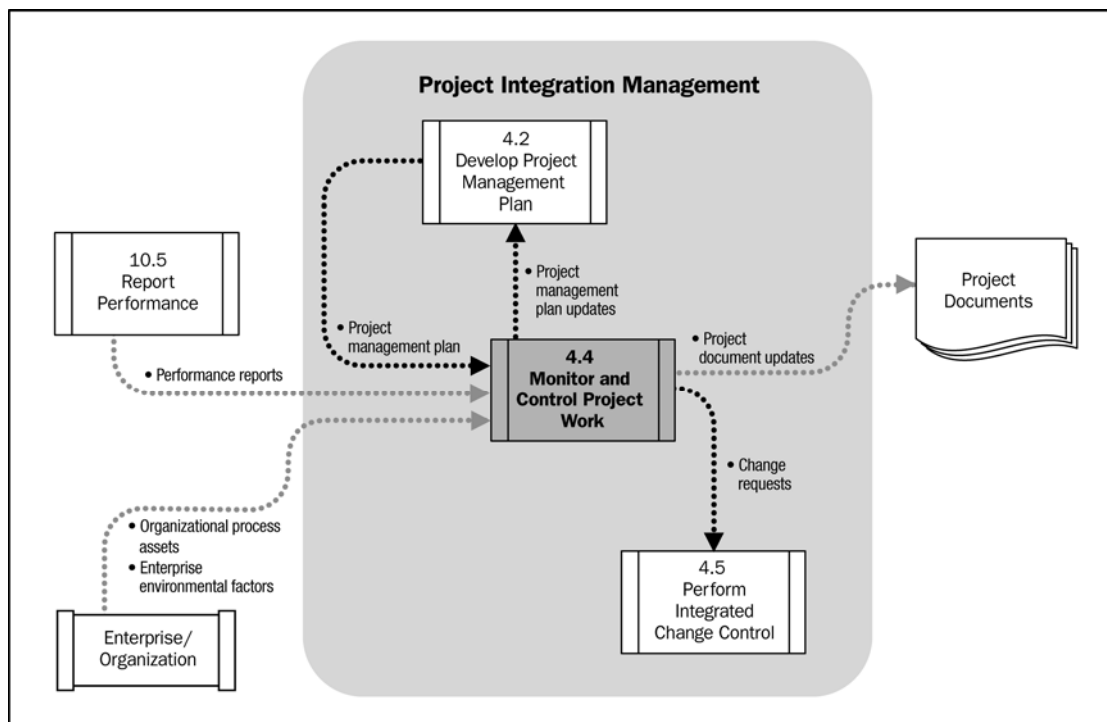 Project Integration Management
4.2
Develop Project
Management
Plan
10.5
Report
Performance
Project
Documents
• Project
management
plan updates
• Project
management plan
• Project
document updates
4.4
Monitor and
Control Project
Work
• Performance reports
• Change
requests
• Organizational process
assets
• Enterprise
environmental factors
4.5
Perform
Integrated
Change Control
Enterprise/
Organization